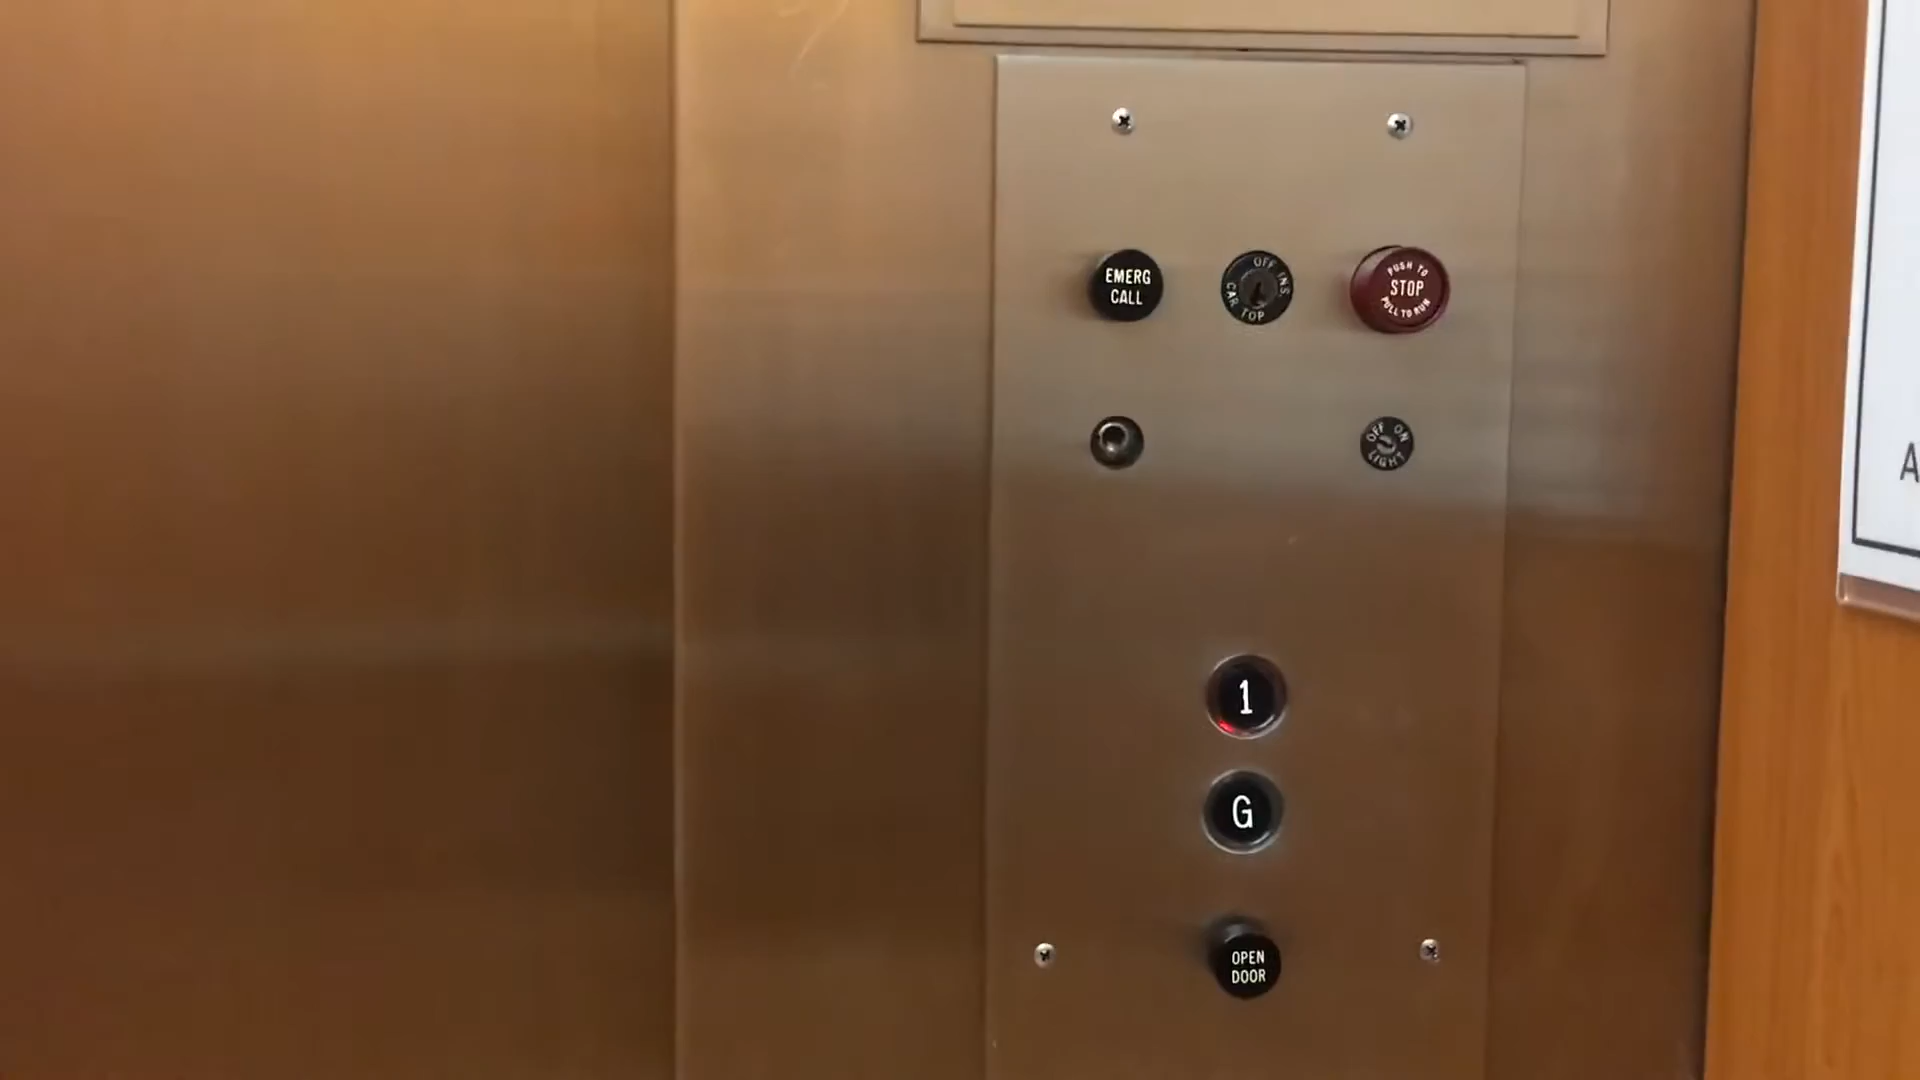 EMERG
CALL
OFF INS.
CAR TOP
PUSH TO
STOP
PULL TO RUN
OFF ON
LIGHT
1
G
OPEN
DOOR
A